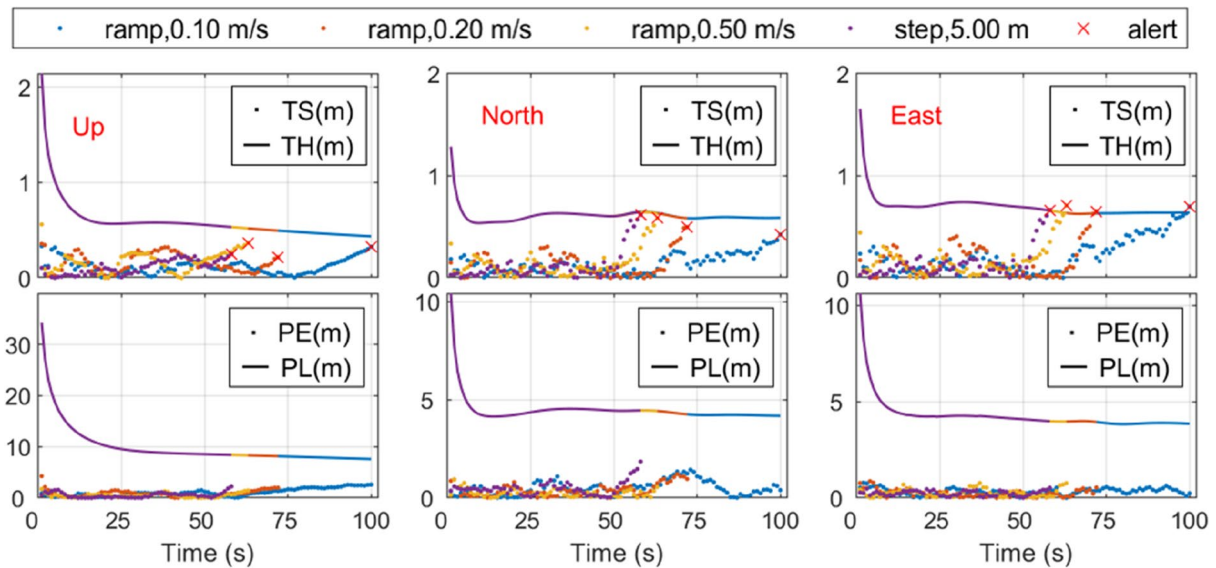 ramp,0.10 m/s ramp,0.20 m/s ramp,0.50 m/s step,5.00 m alert
2 2 2
Up TS(m) North TS(m) East TS(m)
TH(m) TH(m) TH(m)
1 1 1
0 0 0
10 10
30 PE(m) PE(m) PE(m)
PL(m) PL(m) PL(m)
20
5 5
10
0 0 0
0 25 50 75 100 0 25 50 75 100 0 25 50 75 100
Time (s) Time (s) Time (s)